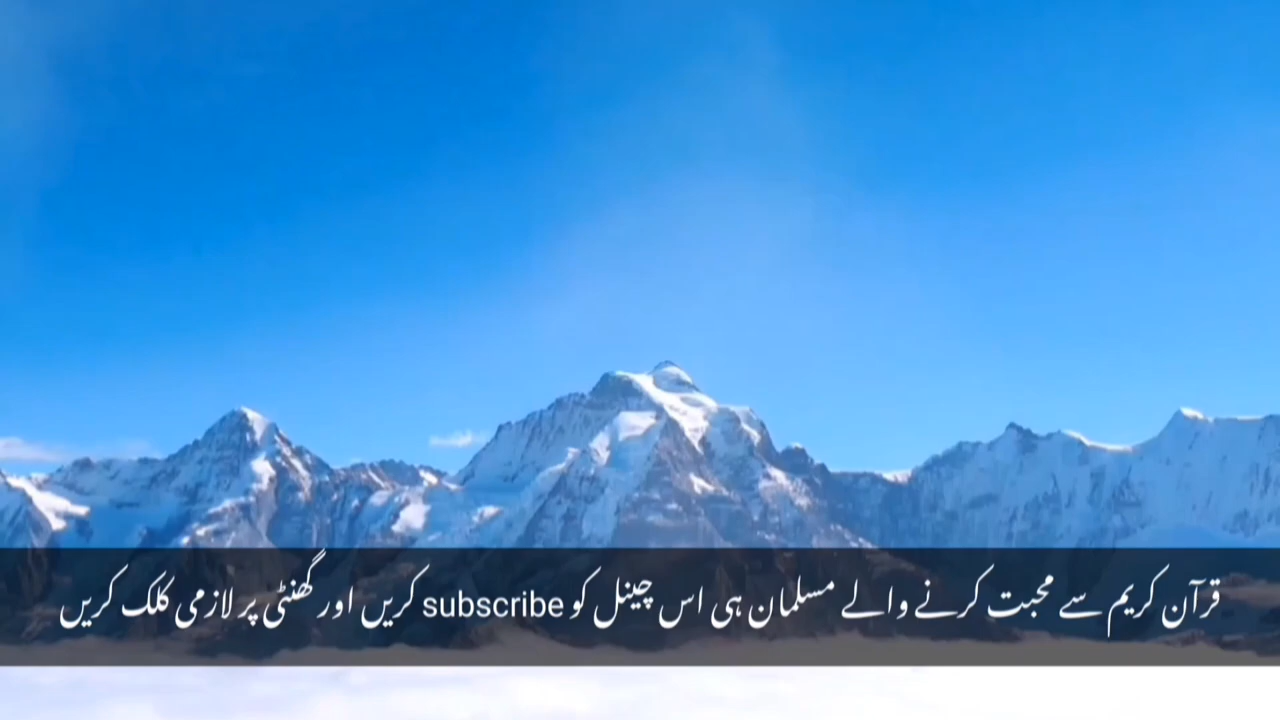 قرآن کریم سے محبت کرنے والے مسلمان ہی اس چینل کو subscribe کریں اور گھنٹی پر لازمی کلک کریں